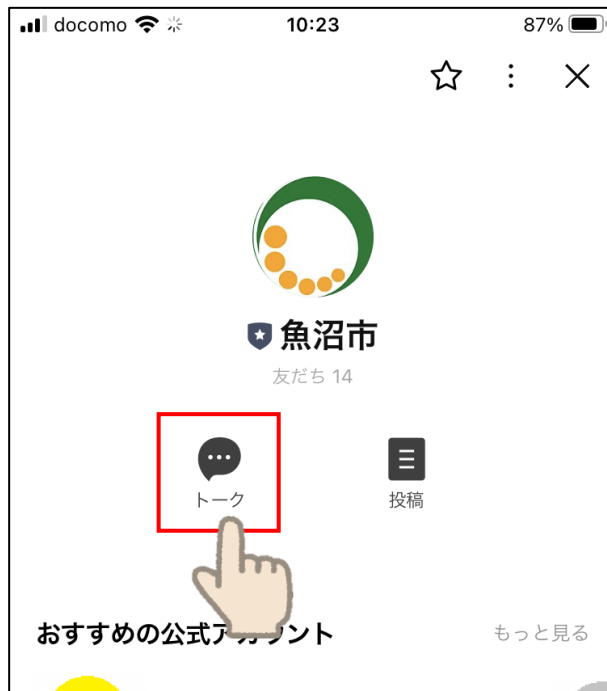 docomo 10:23 87%
魚沼市
友だち 14
トーク 投稿
おすすめの公式アカウント もっと見る